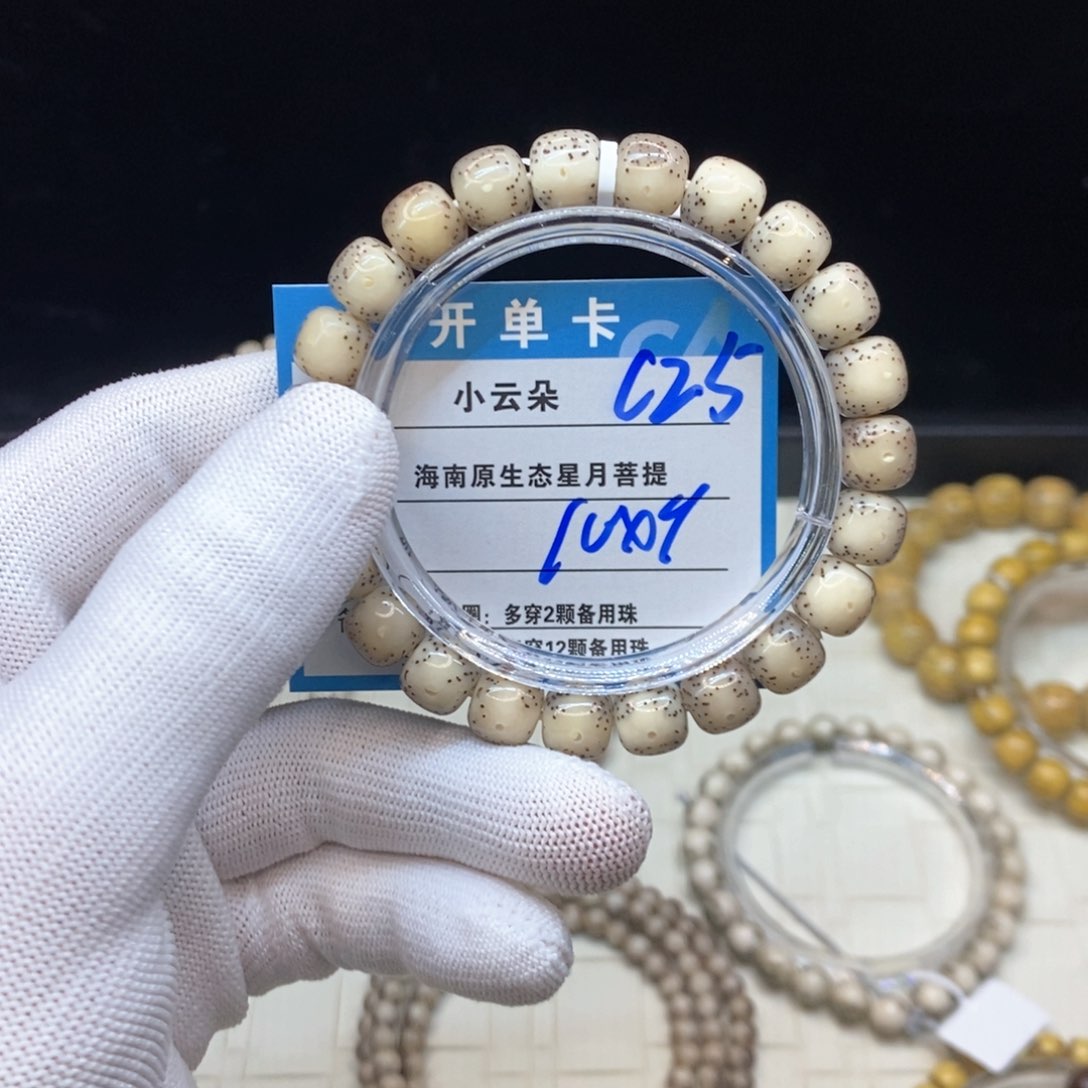 开单卡
小云朵 C25
海南原生态星月菩提
圈：多穿2颗备用珠
穿12颗备用珠